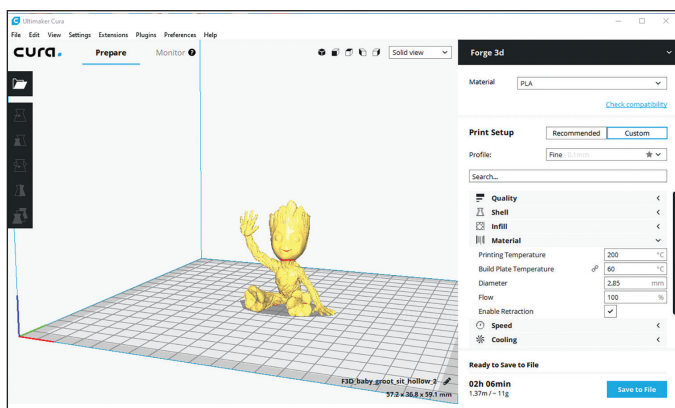 Ultimaker Cura
File Edit View Settings Extensions Plugins Preferences Help
cura. Prepare Monitor Solid view
Forge 3d
Material PLA
Check compatibility
Print Setup Recommended Custom
Profile: Fine 0.1mm
Search...
Quality
Shell
Infill
Material
Printing Temperature 200 °C
Build Plate Temperature 60 °C
Diameter 2.85 mm
Flow 100 %
Enable Retraction
Speed
Cooling
Ready to Save to File
F3D_baby_groot_sit_hollow_2
57.2 x 36.8 x 59.1 mm
02h 06min
1.37m / ~ 11g
Save to File